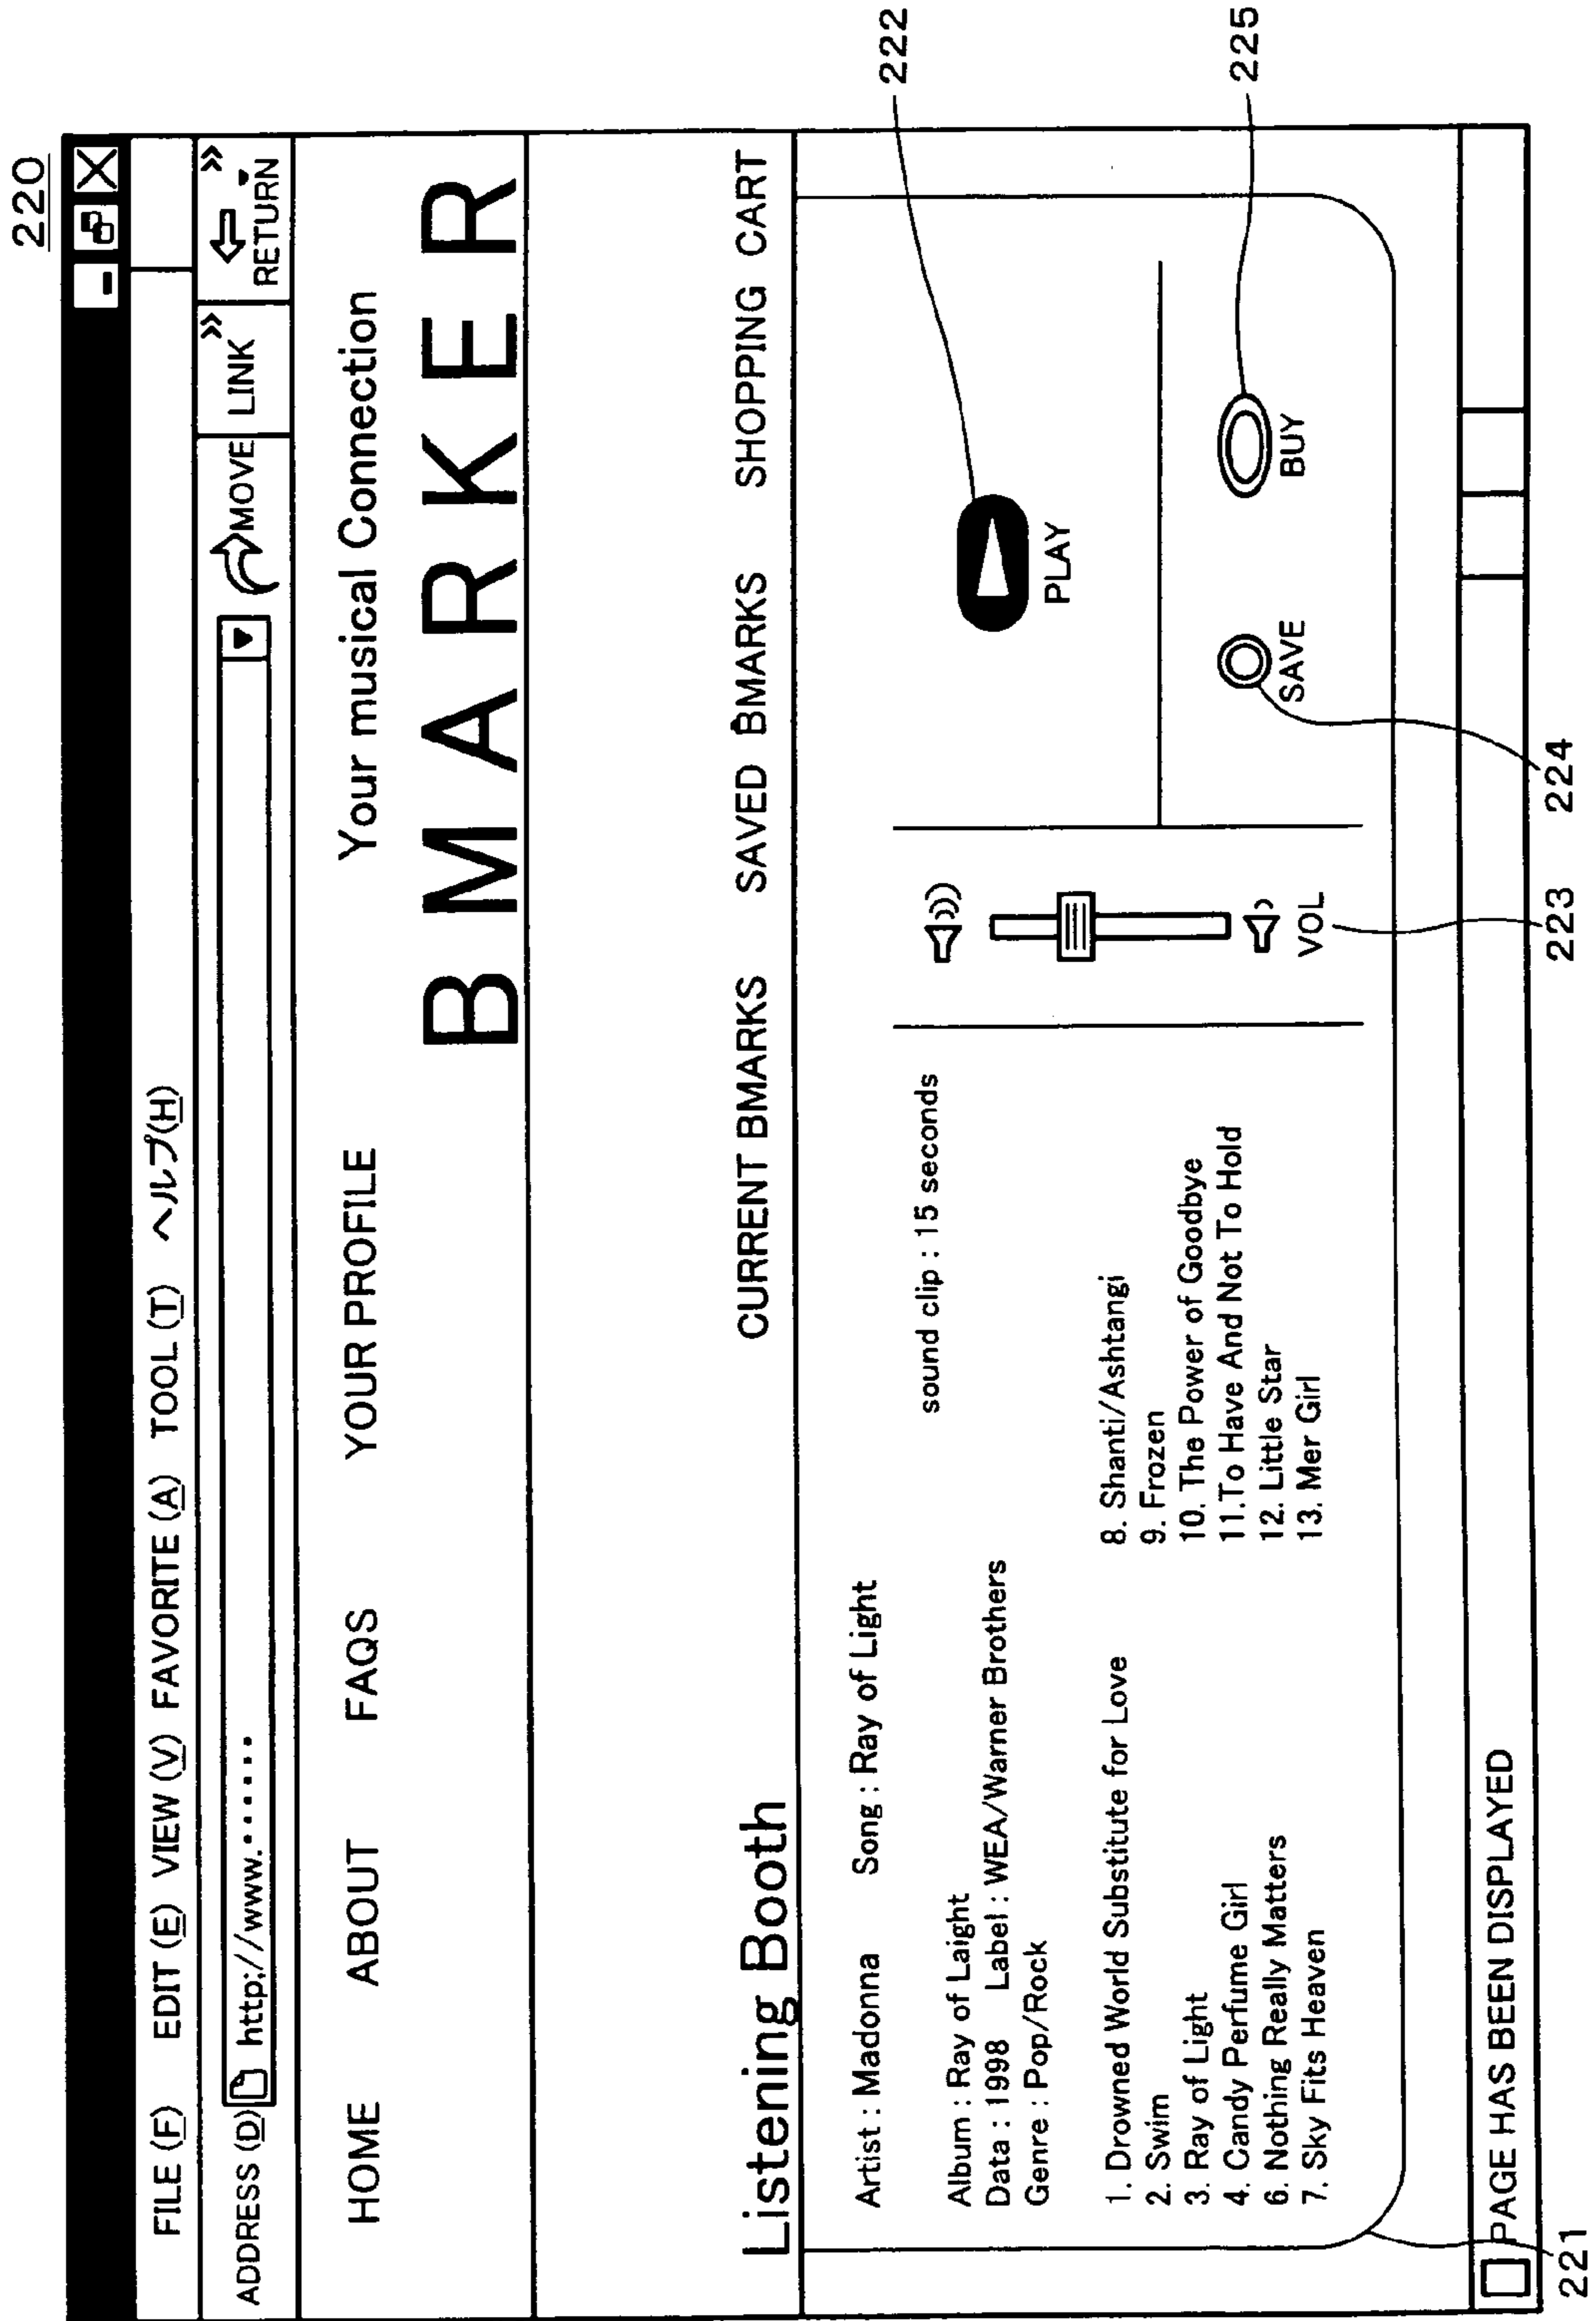 220
FILE (F) EDIT (E) VIEW (V) FAVORITE (A) TOOL (T) ヘルプ(H)
ADDRESS (D) http://www.・・・・・・ MOVE LINK » RETURN »
HOME ABOUT FAQS YOUR PROFILE Your musical Connection
BMARKER
Listening Booth CURRENT BMARKS SAVED BMARKS SHOPPING CART
Artist : Madonna Song : Ray of Light
sound clip : 15 seconds
Album : Ray of Laight
Data : 1998 Label : WEA/Warner Brothers
Genre : Pop/Rock
1. Drowned World Substitute for Love
2. Swim
3. Ray of Light
4. Candy Perfume Girl
6. Nothing Really Matters
7. Sky Fits Heaven
8. Shanti/Ashtangi
9. Frozen
10. The Power of Goodbye
11.To Have And Not To Hold
12. Little Star
13. Mer Girl
VOL
PLAY
SAVE
BUY
222
225
PAGE HAS BEEN DISPLAYED
221
223
224